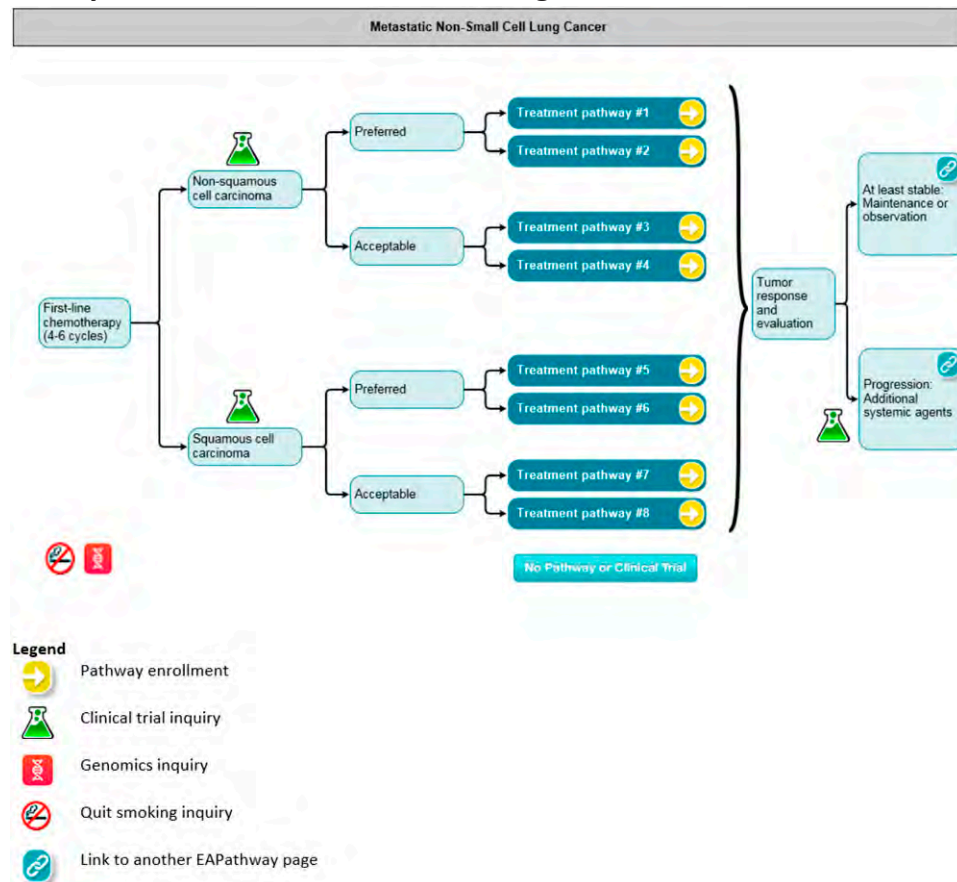 Metastatic Non-Small Cell Lung Cancer
First-line
chemotherapy
(4-6 cycles)
Non-squamous
cell carcinoma
Preferred
Treatment pathway #1
Treatment pathway #2
Acceptable
Treatment pathway #3
Treatment pathway #4
Squamous cell
carcinoma
Preferred
Treatment pathway #5
Treatment pathway #6
Acceptable
Treatment pathway #7
Treatment pathway #8
No Pathway or Clinical Trial
Tumor
response
and
evaluation
At least stable:
Maintenance or
observation
Progression:
Additional
systemic agents
Legend
Pathway enrollment
Clinical trial inquiry
Genomics inquiry
Quit smoking inquiry
Link to another EAPathway page